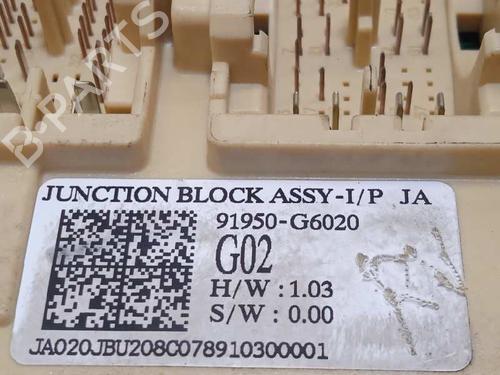 B-PARTS
JUNCTION BLOCK ASSY-I/P JA
91950-G6020
G02
H/W : 1.03
S/W : 0.00
JA020JBU208C078910300001